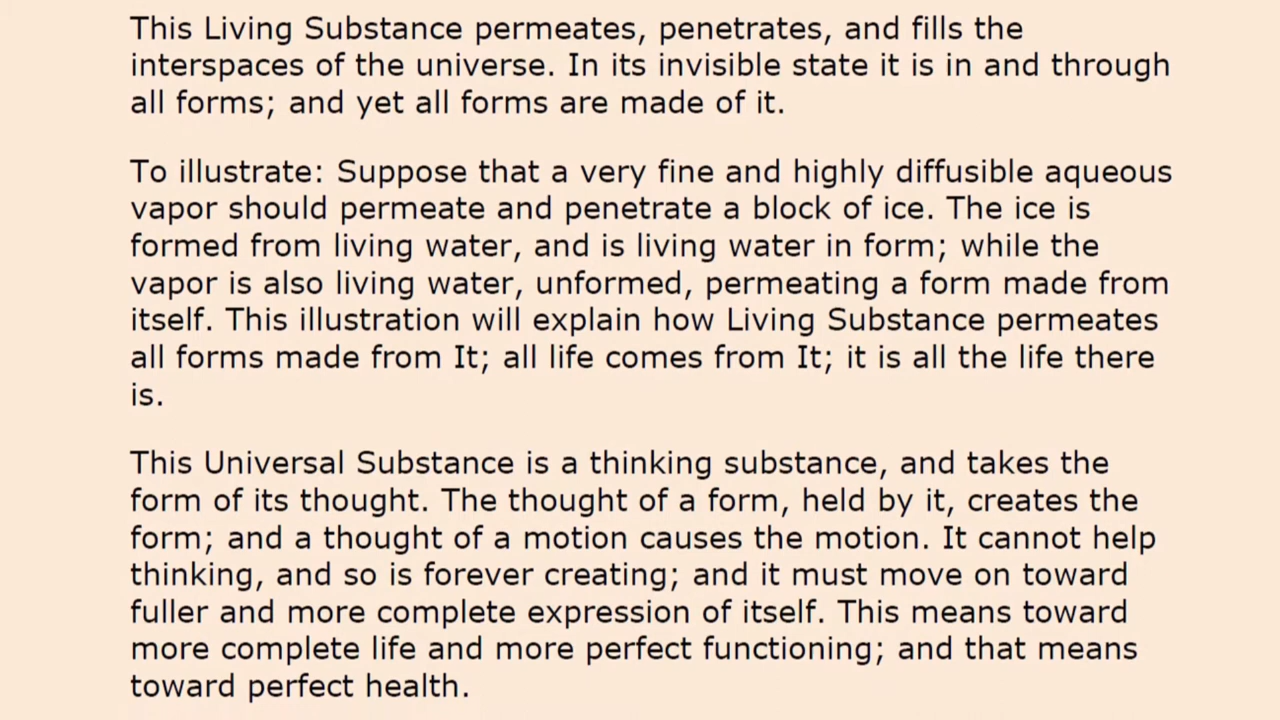 This Living Substance permeates, penetrates, and fills the
interspaces of the universe. In its invisible state it is in and through
all forms; and yet all forms are made of it.
To illustrate: Suppose that a very fine and highly diffusible aqueous
vapor should permeate and penetrate a block of ice. The ice is
formed from living water, and is living water in form; while the
vapor is also living water, unformed, permeating a form made from
itself. This illustration will explain how Living Substance permeates
all forms made from It; all life comes from It; it is all the life there
is.
This Universal Substance is a thinking substance, and takes the
form of its thought. The thought of a form, held by it, creates the
form; and a thought of a motion causes the motion. It cannot help
thinking, and so is forever creating; and it must move on toward
fuller and more complete expression of itself. This means toward
more complete life and more perfect functioning; and that means
toward perfect health.